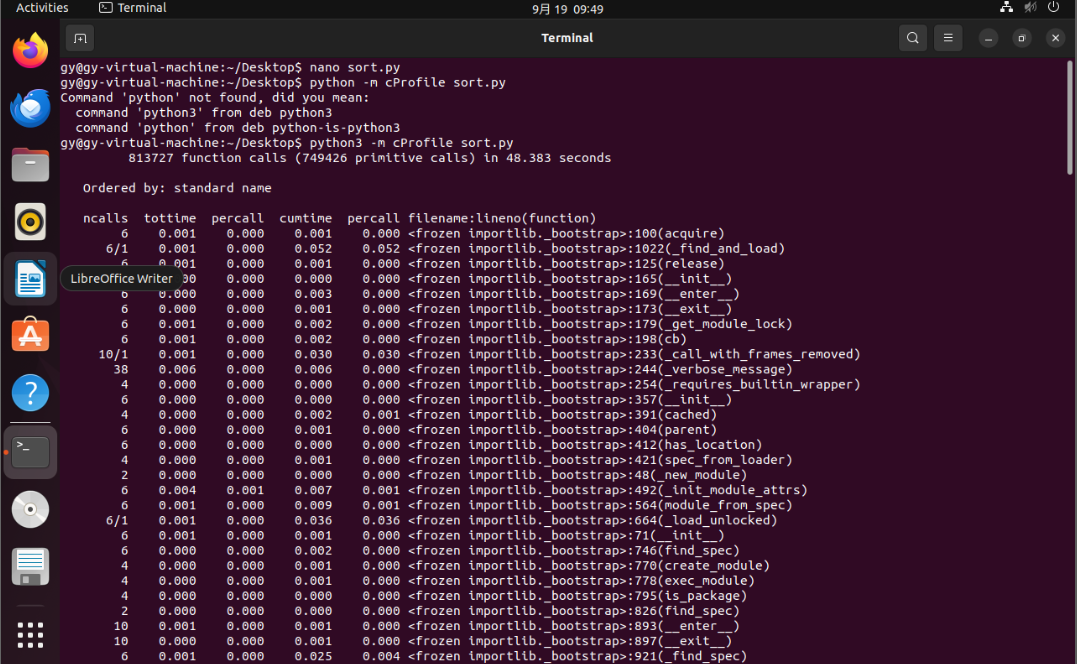 Activities
Terminal
9月 19 09:49
Terminal
gy@gy-virtual-machine:~/Desktop$ nano sort.py
gy@gy-virtual-machine:~/Desktop$ python -m cProfile sort.py
Command 'python' not found, did you mean:
  command 'python3' from deb python3
  command 'python' from deb python-is-python3
gy@gy-virtual-machine:~/Desktop$ python3 -m cProfile sort.py
         813727 function calls (749426 primitive calls) in 48.383 seconds
   Ordered by: standard name
   ncalls  tottime  percall  cumtime  percall filename:lineno(function)
        6    0.001    0.000    0.001    0.000 <frozen importlib._bootstrap>:100(acquire)
      6/1    0.001    0.000    0.052    0.052 <frozen importlib._bootstrap>:1022(_find_and_load)
        6    0.001    0.000    0.001    0.000 <frozen importlib._bootstrap>:125(release)
LibreOffice Writer
0.000    0.000    0.000 <frozen importlib._bootstrap>:165(__init__)
        6    0.000    0.000    0.003    0.000 <frozen importlib._bootstrap>:169(__enter__)
        6    0.000    0.000    0.001    0.000 <frozen importlib._bootstrap>:173(__exit__)
        6    0.001    0.000    0.002    0.000 <frozen importlib._bootstrap>:179(_get_module_lock)
        6    0.001    0.000    0.002    0.000 <frozen importlib._bootstrap>:198(cb)
     10/1    0.001    0.000    0.030    0.030 <frozen importlib._bootstrap>:233(_call_with_frames_removed)
       38    0.006    0.000    0.006    0.000 <frozen importlib._bootstrap>:244(_verbose_message)
        4    0.000    0.000    0.000    0.000 <frozen importlib._bootstrap>:254(_requires_builtin_wrapper)
        6    0.000    0.000    0.000    0.000 <frozen importlib._bootstrap>:357(__init__)
        4    0.000    0.000    0.002    0.001 <frozen importlib._bootstrap>:391(cached)
        6    0.000    0.000    0.001    0.000 <frozen importlib._bootstrap>:404(parent)
        6    0.000    0.000    0.000    0.000 <frozen importlib._bootstrap>:412(has_location)
        4    0.000    0.000    0.001    0.000 <frozen importlib._bootstrap>:421(spec_from_loader)
        2    0.000    0.000    0.000    0.000 <frozen importlib._bootstrap>:48(_new_module)
        6    0.004    0.001    0.007    0.001 <frozen importlib._bootstrap>:492(_init_module_attrs)
        6    0.001    0.000    0.009    0.001 <frozen importlib._bootstrap>:564(module_from_spec)
      6/1    0.001    0.000    0.036    0.036 <frozen importlib._bootstrap>:664(_load_unlocked)
        6    0.001    0.000    0.001    0.000 <frozen importlib._bootstrap>:71(__init__)
        6    0.000    0.000    0.002    0.000 <frozen importlib._bootstrap>:746(find_spec)
        4    0.000    0.000    0.001    0.000 <frozen importlib._bootstrap>:770(create_module)
        4    0.000    0.000    0.001    0.000 <frozen importlib._bootstrap>:778(exec_module)
        4    0.000    0.000    0.000    0.000 <frozen importlib._bootstrap>:795(is_package)
        2    0.000    0.000    0.000    0.000 <frozen importlib._bootstrap>:826(find_spec)
       10    0.001    0.000    0.001    0.000 <frozen importlib._bootstrap>:893(__enter__)
       10    0.000    0.000    0.001    0.000 <frozen importlib._bootstrap>:897(__exit__)
        6    0.001    0.000    0.025    0.004 <frozen importlib._bootstrap>:921(_find_spec)